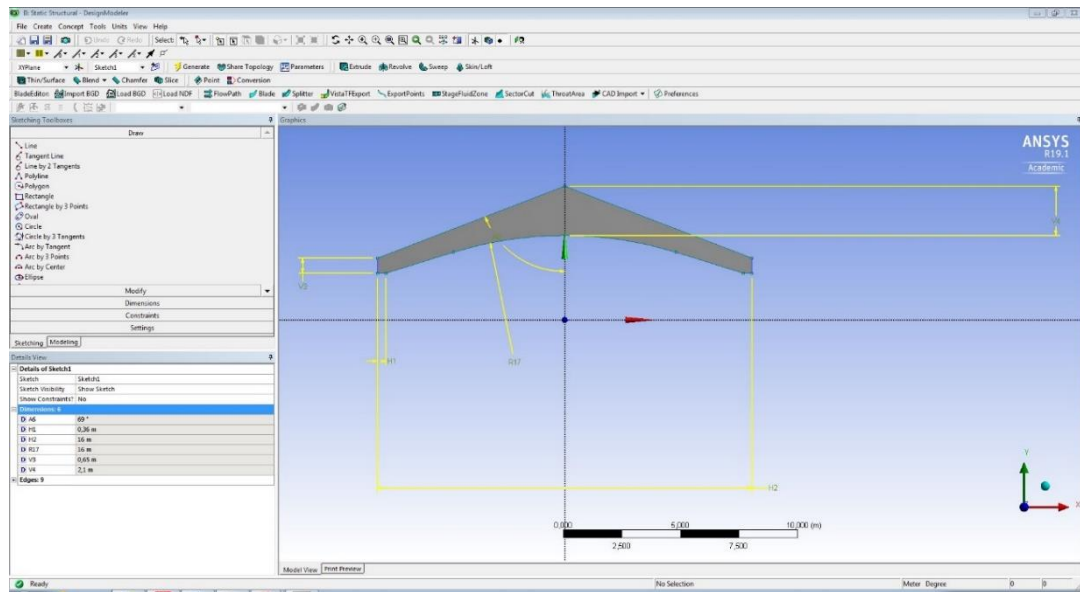 B: Static Structural - DesignModeler
File Create Concept Tools Units View Help
Undo Redo Select:
XYPlane Sketch1 Generate Share Topology Parameters Extrude Revolve Sweep Skin/Loft
Thin/Surface Blend Chamfer Slice Point Conversion
BladeEditor: Import BGD Load BGD Load NDF FlowPath Blade Splitter VistaTFExport ExportPoints StageFluidZone SectorCut ThroatArea CAD Import Preferences
Sketching Toolboxes
Draw
Line
Tangent Line
Line by 2 Tangents
Polyline
Polygon
Rectangle
Rectangle by 3 Points
Oval
Circle
Circle by 3 Tangents
Arc by Tangent
Arc by 3 Points
Arc by Center
Ellipse
Modify
Dimensions
Constraints
Settings
Sketching Modeling
Details View
Details of Sketch1
Sketch Sketch1
Sketch Visibility Show Sketch
Show Constraints? No
Dimensions: 6
A6 69 °
H1 0,36 m
H2 16 m
R17 16 m
V3 0,65 m
V4 2,1 m
Edges: 9
Graphics
ANSYS
R19.1
Academic
V4
V3
H1
R17
H2
Y
X
0,000 5,000 10,000 (m)
2,500 7,500
Model View Print Preview
Ready No Selection Meter Degree 0 0